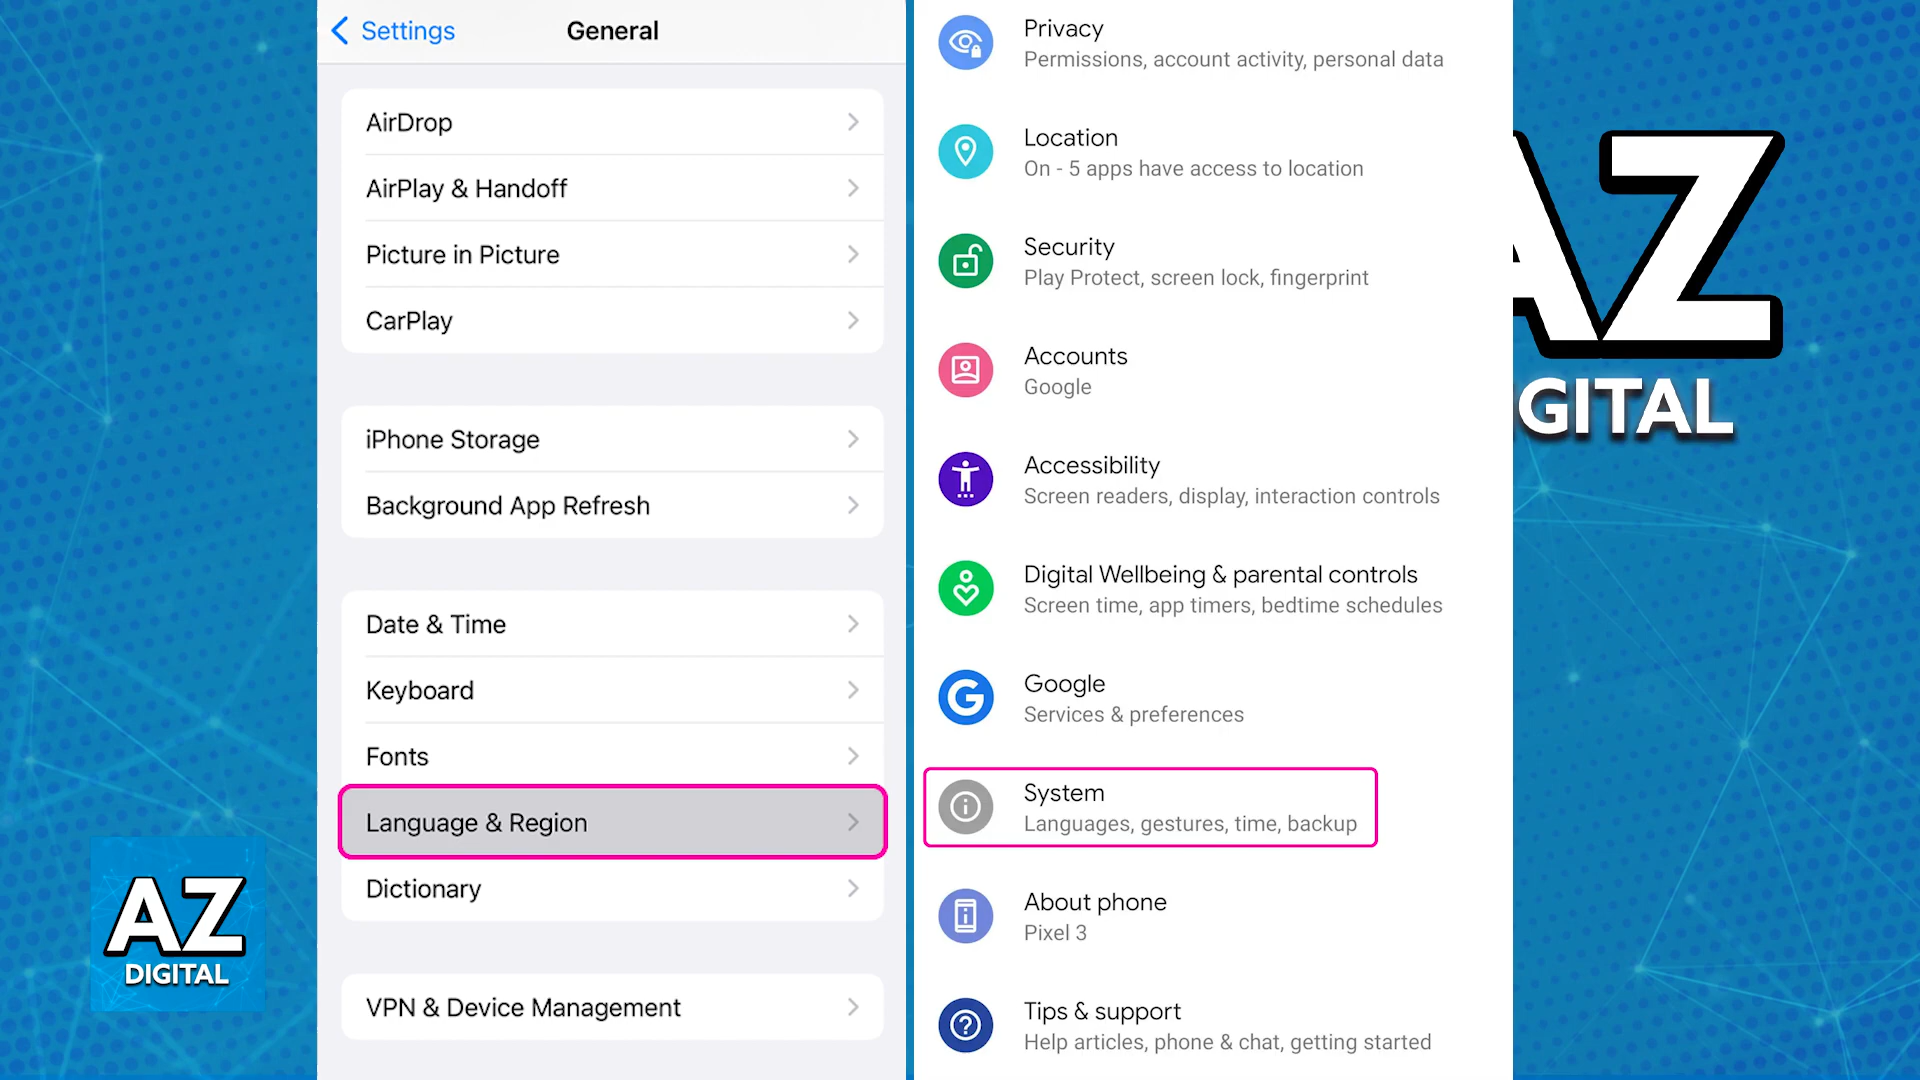 Settings
General
AirDrop
AirPlay & Handoff
Picture in Picture
CarPlay
iPhone Storage
Background App Refresh
Date & Time
Keyboard
Fonts
Language & Region
Dictionary
VPN & Device Management
Privacy
Permissions, account activity, personal data
Location
On - 5 apps have access to location
Security
Play Protect, screen lock, fingerprint
Accounts
Google
Accessibility
Screen readers, display, interaction controls
Digital Wellbeing & parental controls
Screen time, app timers, bedtime schedules
Google
Services & preferences
System
Languages, gestures, time, backup
About phone
Pixel 3
Tips & support
Help articles, phone & chat, getting started
AZ
GITAL
AZ
DIGITAL